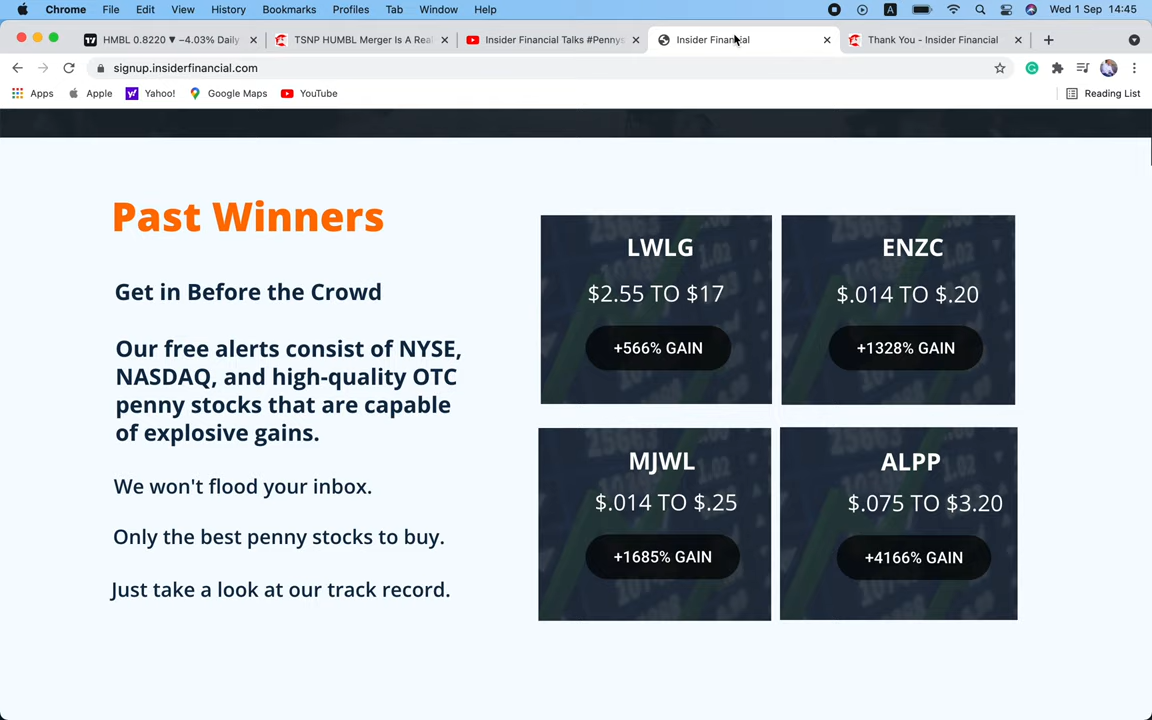 Chrome File Edit View History Bookmarks Profiles Tab Window Help A Wed 1 Sep 14:45
HMBL 0.8220 ▼ −4.03% Daily
TSNP HUMBL Merger Is A Rea
Insider Financial Talks #Pennys
Insider Financial
Thank You - Insider Financial
signup.insiderfinancial.com
Apps Apple Yahoo! Google Maps YouTube Reading List
Past Winners
Get in Before the Crowd
Our free alerts consist of NYSE,
NASDAQ, and high-quality OTC
penny stocks that are capable
of explosive gains.
We won't flood your inbox.
Only the best penny stocks to buy.
Just take a look at our track record.
LWLG
$2.55 TO $17
+566% GAIN
ENZC
$.014 TO $.20
+1328% GAIN
MJWL
$.014 TO $.25
+1685% GAIN
ALPP
$.075 TO $3.20
+4166% GAIN